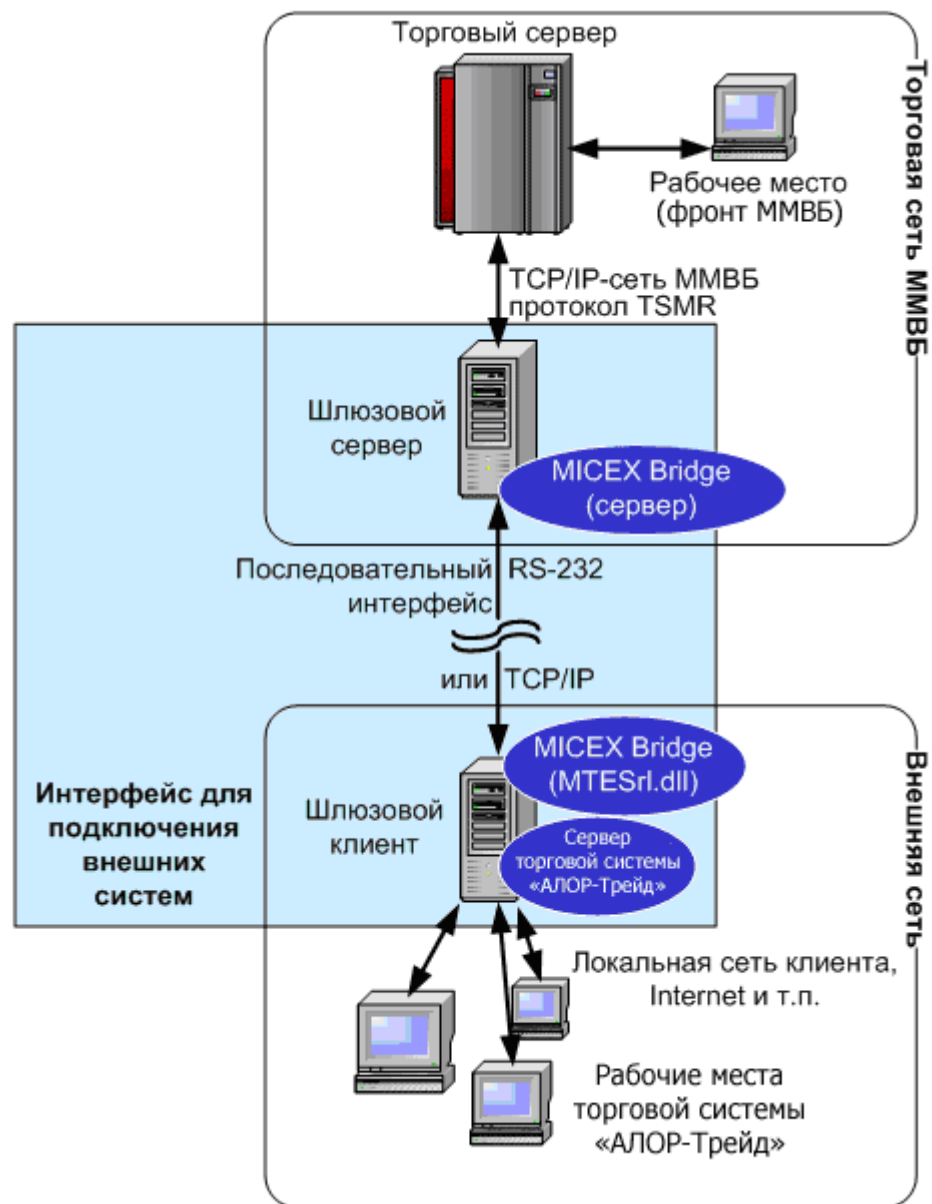 Торговый сервер
Торговая сеть ММВБ
Рабочее место
(фронт ММВБ)
TCP/IP-сеть ММВБ
протокол TSMR
Шлюзовой
сервер
MICEX Bridge
(сервер)
Последовательный RS-232
интерфейс
или TCP/IP
MICEX Bridge
(MTESrl.dll)
Внешняя сеть
Интерфейс для
подключения
внешних
систем
Шлюзовой
клиент
Сервер
торговой системы
«АЛОР-Трейд»
Локальная сеть клиента,
Internet и т.п.
Рабочие места
торговой системы
«АЛОР-Трейд»